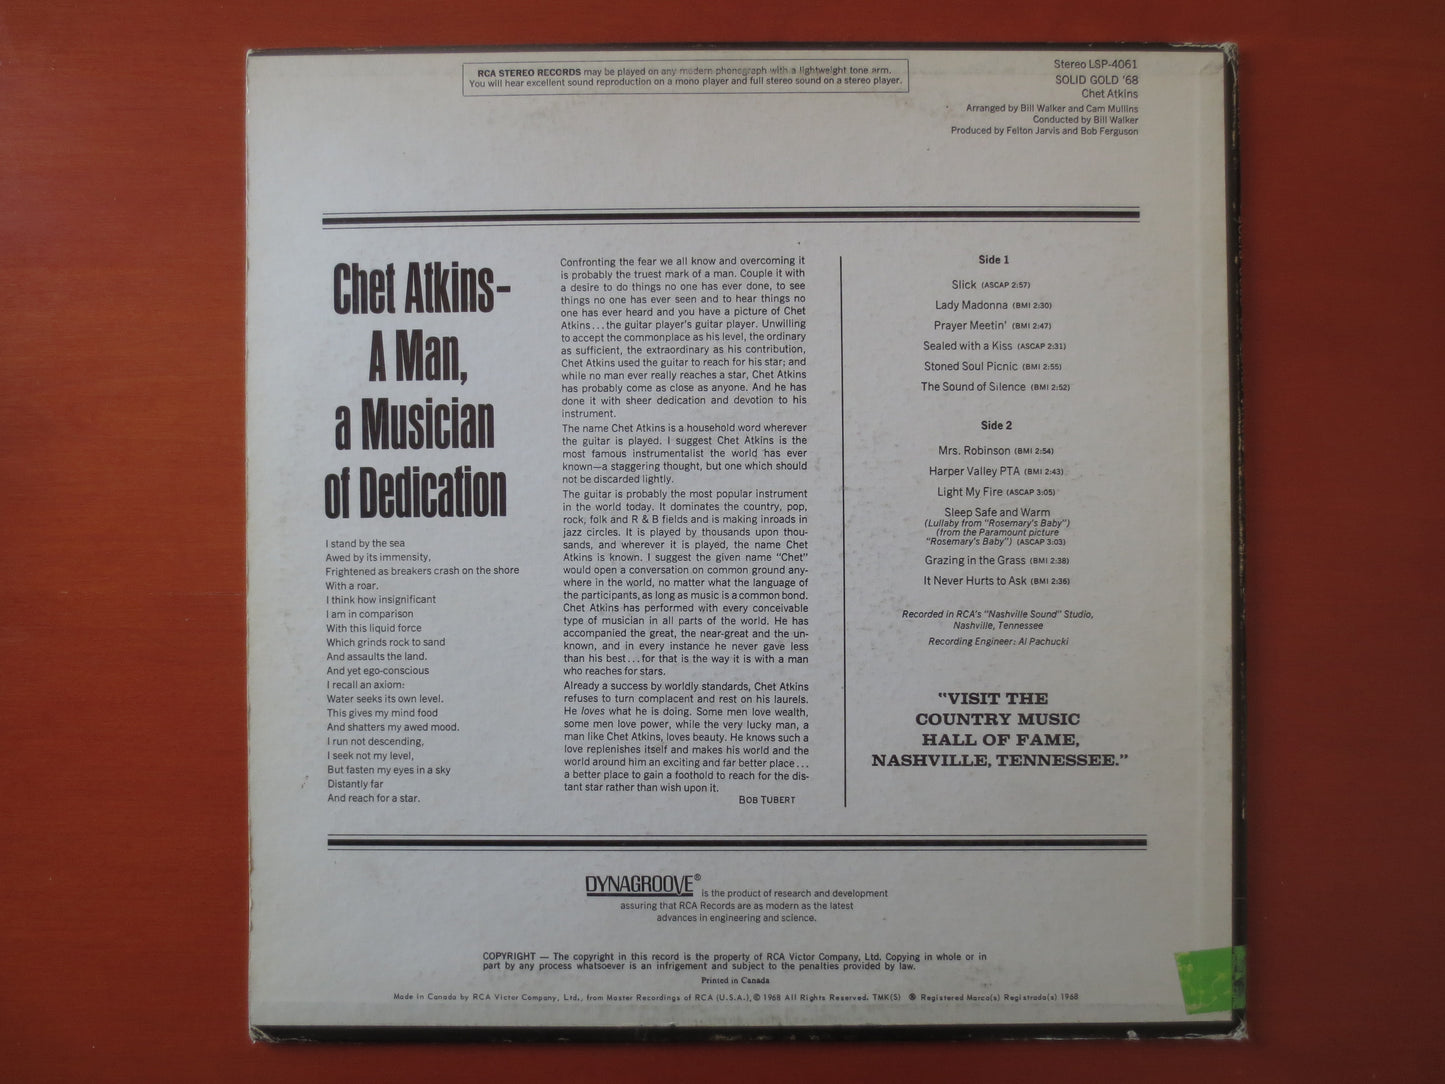 RCA STEREO RECORDS may be played on any modern phonograph with a lightweight tone arm.
You will hear excellent sound reproduction on a mono player and full stereo sound on a stereo player.
Stereo LSP-4061
SOLID GOLD '68
Chet Atkins
Arranged by Bill Walker and Cam Mullins
Conducted by Bill Walker
Produced by Felton Jarvis and Bob Ferguson
Chet Atkins–
A Man,
a Musician
of Dedication
I stand by the sea
Awed by its immensity,
Frightened as breakers crash on the shore
With a roar.
I think how insignificant
I am in comparison
With this liquid force
Which grinds rock to sand
And assaults the land.
And yet ego-conscious
I recall an axiom:
Water seeks its own level.
This gives my mind food
And shatters my awed mood.
I run not descending,
I seek not my level,
But fasten my eyes in a sky
Distantly far
And reach for a star.
Confronting the fear we all know and overcoming it
is probably the truest mark of a man. Couple it with
a desire to do things no one has ever done, to see
things no one has ever seen and to hear things no
one has ever heard and you have a picture of Chet
Atkins...the guitar player's guitar player. Unwilling
to accept the commonplace as his level, the ordinary
as sufficient, the extraordinary as his contribution,
Chet Atkins used the guitar to reach for his star; and
while no man ever really reaches a star, Chet Atkins
has probably come as close as anyone. And he has
done it with sheer dedication and devotion to his
instrument.
The name Chet Atkins is a household word wherever
the guitar is played. I suggest Chet Atkins is the
most famous instrumentalist the world has ever
known—a staggering thought, but one which should
not be discarded lightly.
The guitar is probably the most popular instrument
in the world today. It dominates the country, pop,
rock, folk and R & B fields and is making inroads in
jazz circles. It is played by thousands upon thou-
sands, and wherever it is played, the name Chet
Atkins is known. I suggest the given name "Chet"
would open a conversation on common ground any-
where in the world, no matter what the language of
the participants, as long as music is a common bond.
Chet Atkins has performed with every conceivable
type of musician in all parts of the world. He has
accompanied the great, the near-great and the un-
known, and in every instance he never gave less
than his best...for that is the way it is with a man
who reaches for stars.
Already a success by worldly standards, Chet Atkins
refuses to turn complacent and rest on his laurels.
He loves what he is doing. Some men love wealth,
some men love power, while the very lucky man, a
man like Chet Atkins, loves beauty. He knows such a
love replenishes itself and makes his world and the
world around him an exciting and far better place...
a better place to gain a foothold to reach for the dis-
tant star rather than wish upon it.
BOB TUBERT
Side 1
Slick (ASCAP 2:57)
Lady Madonna (BMI 2:30)
Prayer Meetin' (BMI 2:47)
Sealed with a Kiss (ASCAP 2:31)
Stoned Soul Picnic (BMI 2:55)
The Sound of Silence (BMI 2:52)
Side 2
Mrs. Robinson (BMI 2:54)
Harper Valley PTA (BMI 2:43)
Light My Fire (ASCAP 3:05)
Sleep Safe and Warm
(Lullaby from "Rosemary's Baby")
(from the Paramount picture
"Rosemary's Baby") (ASCAP 3:03)
Grazing in the Grass (BMI 2:38)
It Never Hurts to Ask (BMI 2:36)
Recorded in RCA's "Nashville Sound" Studio,
Nashville, Tennessee
Recording Engineer: Al Pachucki
"VISIT THE
COUNTRY MUSIC
HALL OF FAME,
NASHVILLE, TENNESSEE."
DYNAGROOVE® is the product of research and development
assuring that RCA Records are as modern as the latest
advances in engineering and science.
COPYRIGHT — The copyright in this record is the property of RCA Victor Company, Ltd. Copying in whole or in
part by any process whatsoever is an infrigement and subject to the penalties provided by law.
Printed in Canada
Made in Canada by RCA Victor Company, Ltd., from Master Recordings of RCA (U.S.A.), © 1968 All Rights Reserved. TMK(S) ® Registered Marca(s) Registrada(s) 1968